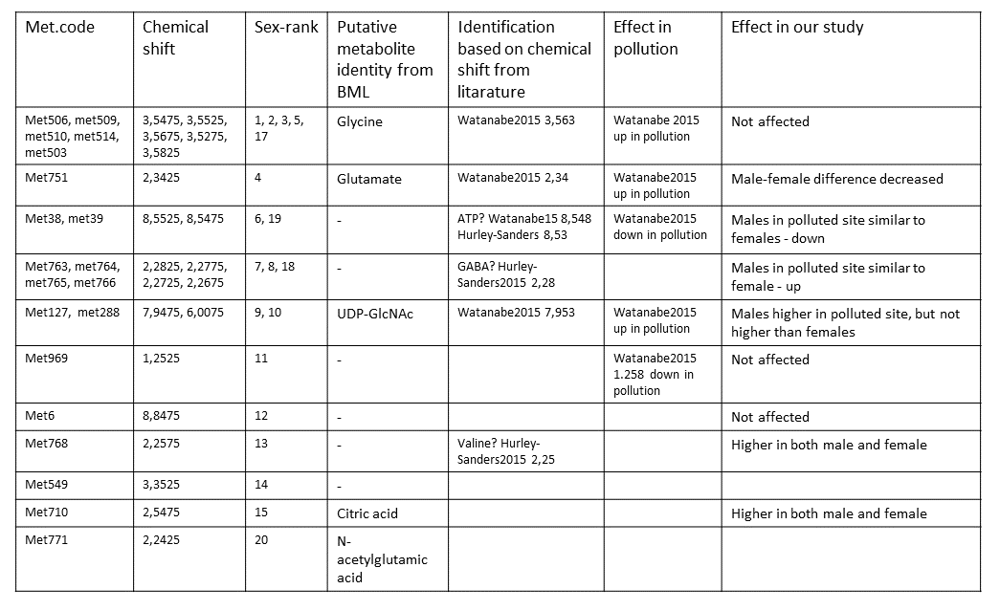 Met.code
Chemical
shift
Sex-rank
Putative
metabolite
identity from
BML
Identification
based on chemical
shift from
litarature
Effect in
pollution
Effect in our study
Met506, met509,
met510, met514,
met503
3,5475, 3,5525,
3,5675, 3,5275,
3,5825
1, 2, 3, 5,
17
Glycine
Watanabe2015 3,563
Watanabe 2015
up in pollution
Not affected
Met751
2,3425
4
Glutamate
Watanabe2015 2,34
Watanabe2015
up in pollution
Male-female difference decreased
Met38, met39
8,5525, 8,5475
6, 19
-
ATP? Watanabe15 8,548
Hurley-Sanders 8,53
Watanabe2015
down in pollution
Males in polluted site similar to
females - down
Met763, met764,
met765, met766
2,2825, 2,2775,
2,2725, 2,2675
7, 8, 18
-
GABA? Hurley-
Sanders2015 2,28
Males in polluted site similar to
female - up
Met127, met288
7,9475, 6,0075
9, 10
UDP-GlcNAc
Watanabe2015 7,953
Watanabe2015
up in pollution
Males higher in polluted site, but not
higher than females
Met969
1,2525
11
-
Watanabe2015
1.258 down in
pollution
Not affected
Met6
8,8475
12
-
Not affected
Met768
2,2575
13
-
Valine? Hurley-
Sanders2015 2,25
Higher in both male and female
Met549
3,3525
14
-
Met710
2,5475
15
Citric acid
Higher in both male and female
Met771
2,2425
20
N-
acetylglutamic
acid